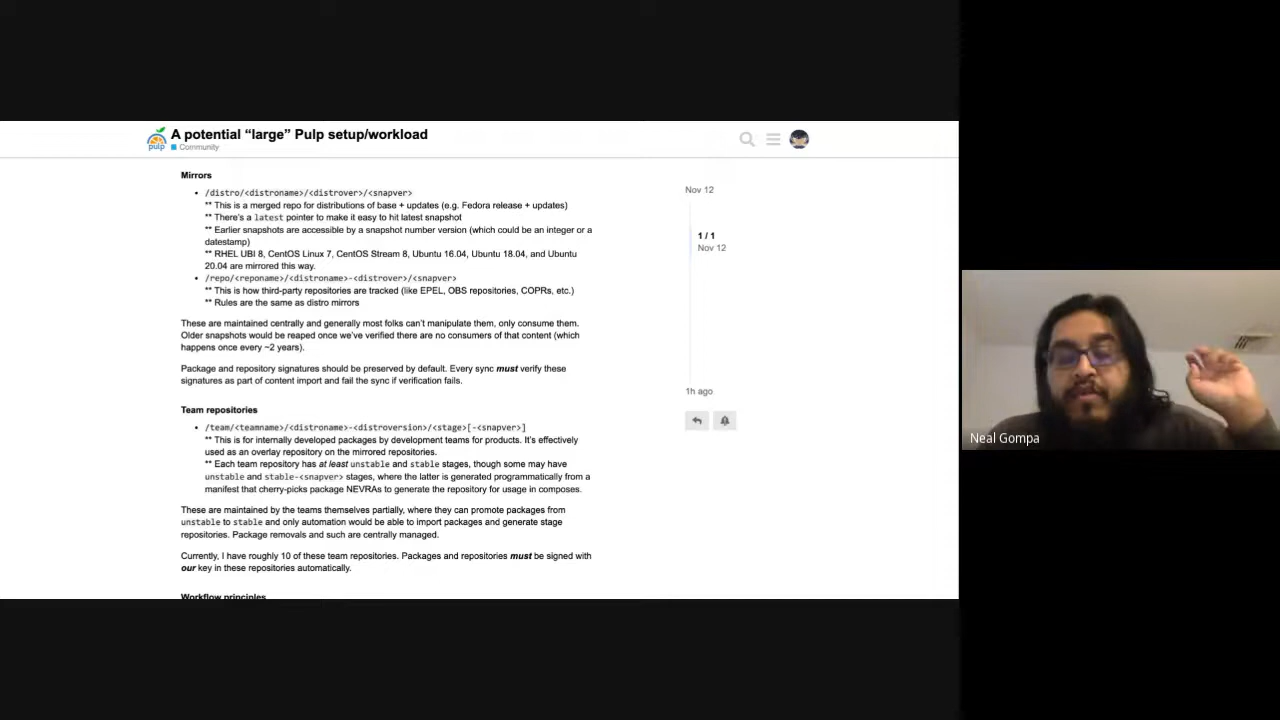 A potential “large” Pulp setup/workload
pulp
Community
Mirrors
• /distro/<distroname>/<distrover>/<snapver>
** This is a merged repo for distributions of base + updates (e.g. Fedora release + updates)
** There's a latest pointer to make it easy to hit latest snapshot
** Earlier snapshots are accessible by a snapshot number version (which could be an integer or a
datestamp)
** RHEL UBI 8, CentOS Linux 7, CentOS Stream 8, Ubuntu 16.04, Ubuntu 18.04, and Ubuntu
20.04 are mirrored this way.
• /repo/<reponame>/<distroname>-<distrover>/<snapver>
** This is how third-party repositories are tracked (like EPEL, OBS repositories, COPRs, etc.)
** Rules are the same as distro mirrors
These are maintained centrally and generally most folks can't manipulate them, only consume them.
Older snapshots would be reaped once we've verified there are no consumers of that content (which
happens once every ~2 years).
Package and repository signatures should be preserved by default. Every sync must verify these
signatures as part of content import and fail the sync if verification fails.
Team repositories
• /team/<teamname>/<distroname>-<distroversion>/<stage>[-<snapver>]
** This is for internally developed packages by development teams for products. It's effectively
used as an overlay repository on the mirrored repositories.
** Each team repository has at least unstable and stable stages, though some may have
unstable and stable-<snapver> stages, where the latter is generated programmatically from a
manifest that cherry-picks package NEVRAs to generate the repository for usage in composes.
These are maintained by the teams themselves partially, where they can promote packages from
unstable to stable and only automation would be able to import packages and generate stage
repositories. Package removals and such are centrally managed.
Currently, I have roughly 10 of these team repositories. Packages and repositories must be signed with
our key in these repositories automatically.
Workflow principles
Nov 12
1 / 1
Nov 12
1h ago
Neal Gompa